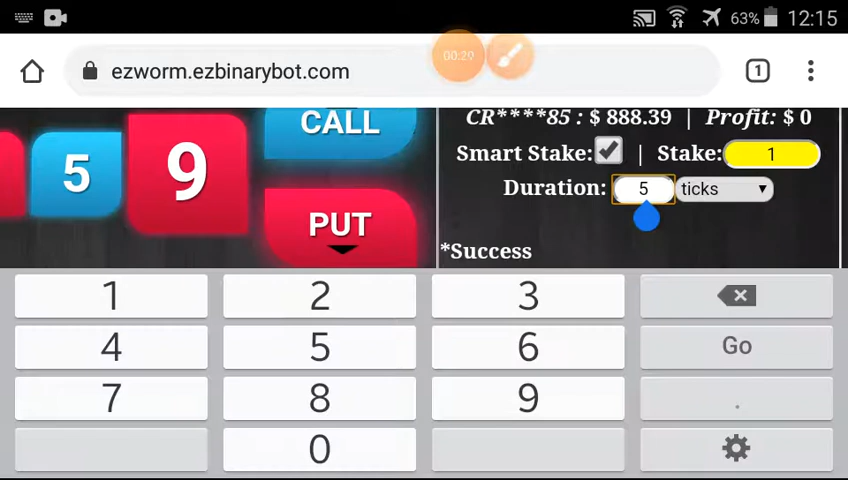 63% 12:15
ezworm.ezbinarybot.com
00:29
1
CALL
CR****85 : $ 888.39 | Profit: $ 0
5
9
Smart Stake: | Stake: 1
Duration: 5 ticks
PUT
*Success
1 2 3
4 5 6 Go
7 8 9 .
0